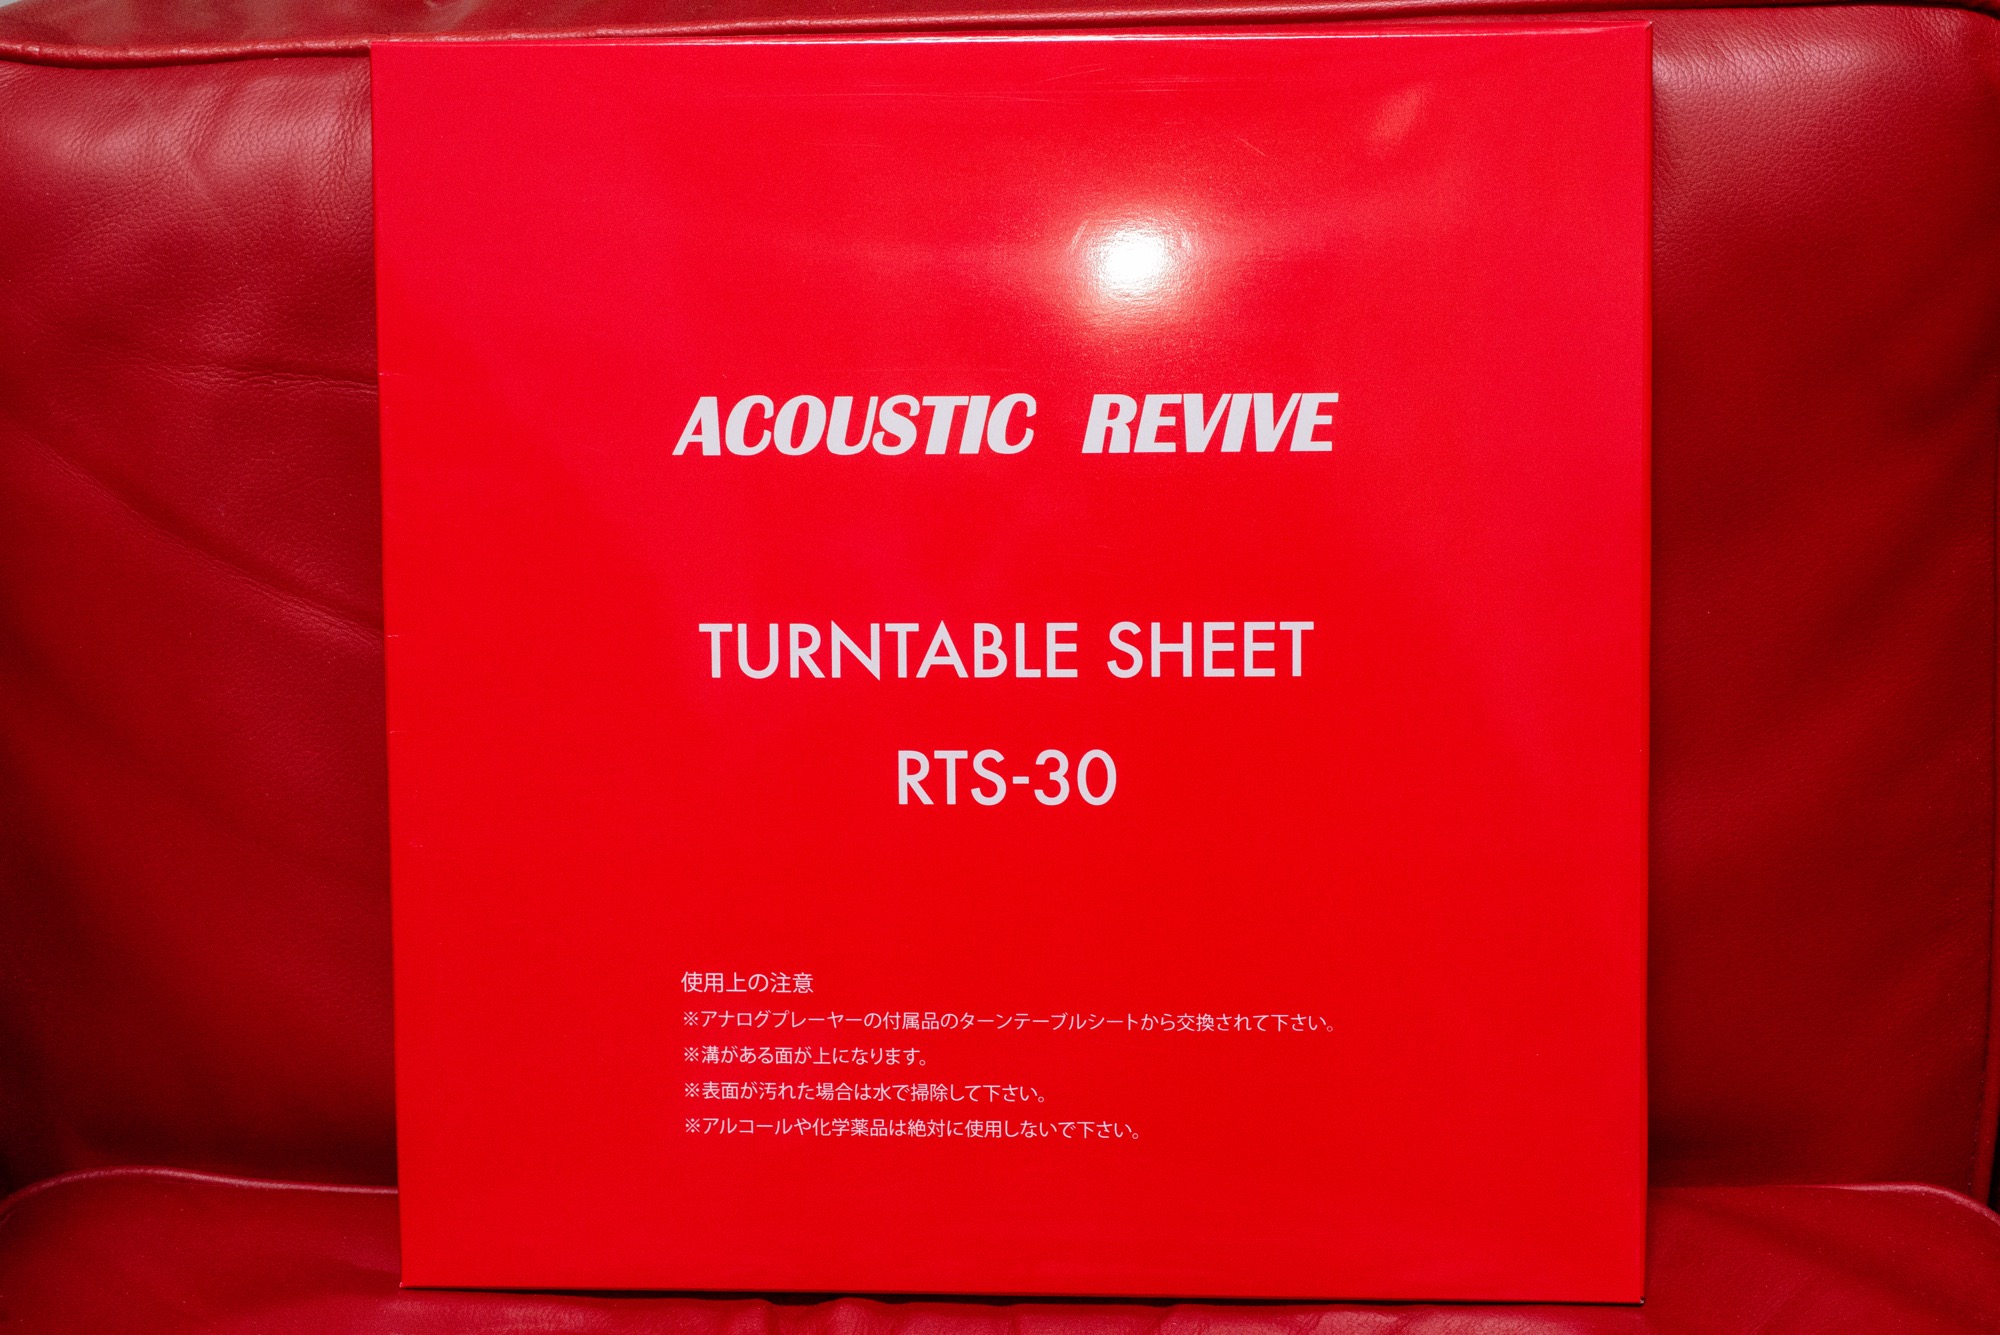 ACOUSTIC REVIVE
TURNTABLE SHEET
RTS-30
使用上の注意
※アナログプレーヤーの付属品のターンテーブルシートから交換されて下さい。
※溝がある面が上になります。
※表面が汚れた場合は水で掃除して下さい。
※アルコールや化学薬品は絶対に使用しないで下さい。